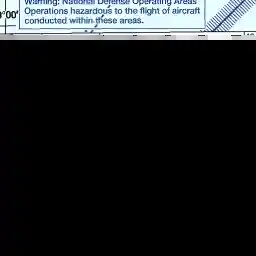 Warning: National Defense Operating Areas
Operations hazardous to the flight of aircraft
conducted within these areas.